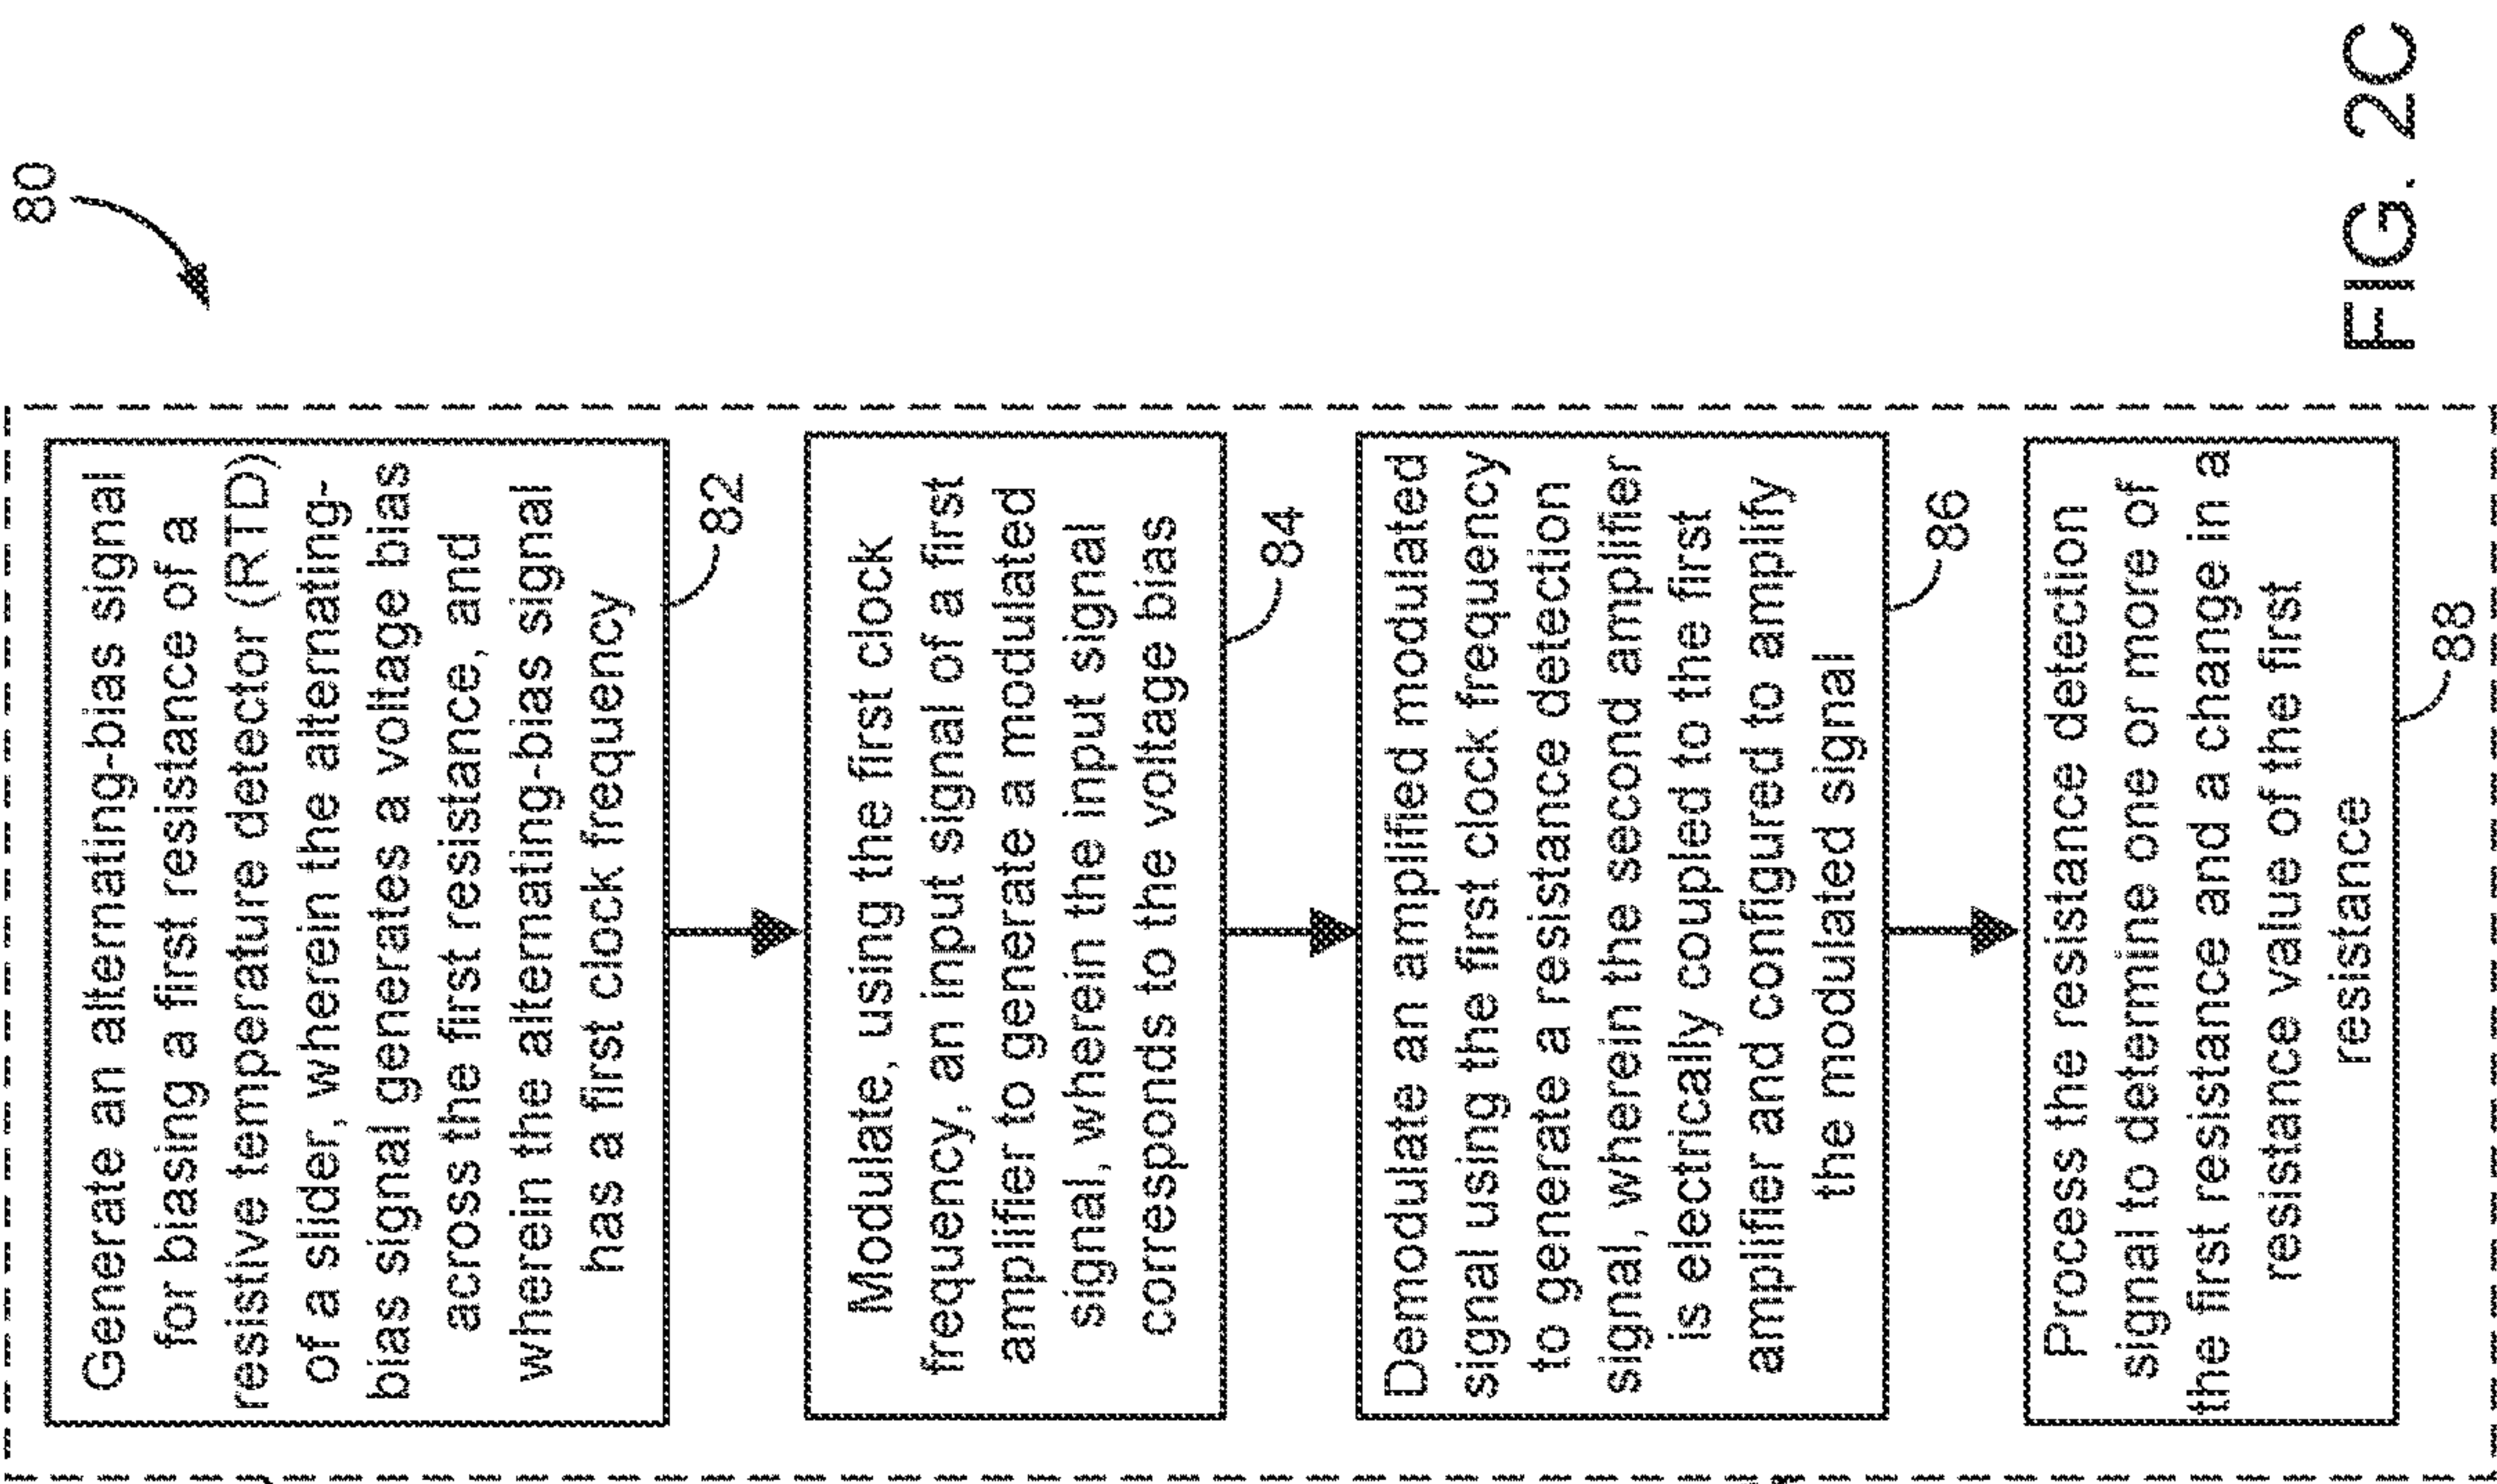 80
Generate an alternating-bias signal
for biasing a first resistance of a
resistive temperature detector (RTD)
of a slider, wherein the alternating-
bias signal generates a voltage bias
across the first resistance, and
wherein the alternating-bias signal
has a first clock frequency
82
Modulate, using the first clock
frequency, an input signal of a first
amplifier to generate a modulated
signal, wherein the input signal
corresponds to the voltage bias
84
Demodulate an amplified modulated
signal using the first clock frequency
to generate a resistance detection
signal, wherein the second amplifier
is electrically coupled to the first
amplifier and configured to amplify
the modulated signal
86
Process the resistance detection
signal to determine one or more of
the first resistance and a change in a
resistance value of the first
resistance
88
FIG. 2C